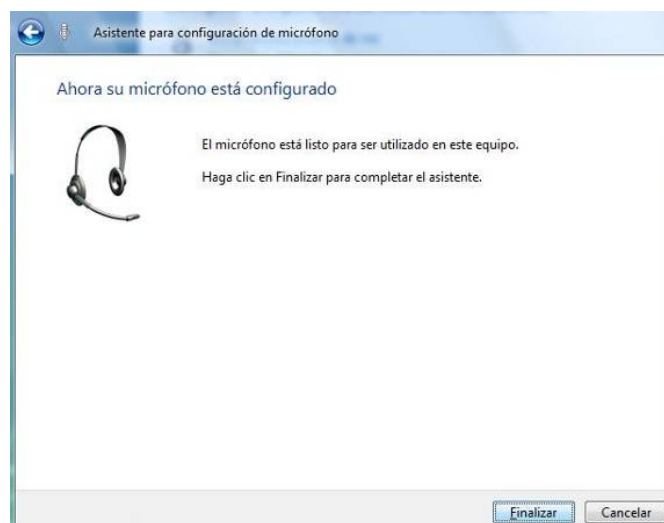 Asistente para configuración de micrófono
Ahora su micrófono está configurado
El micrófono está listo para ser utilizado en este equipo.
Haga clic en Finalizar para completar el asistente.
Finalizar
Cancelar